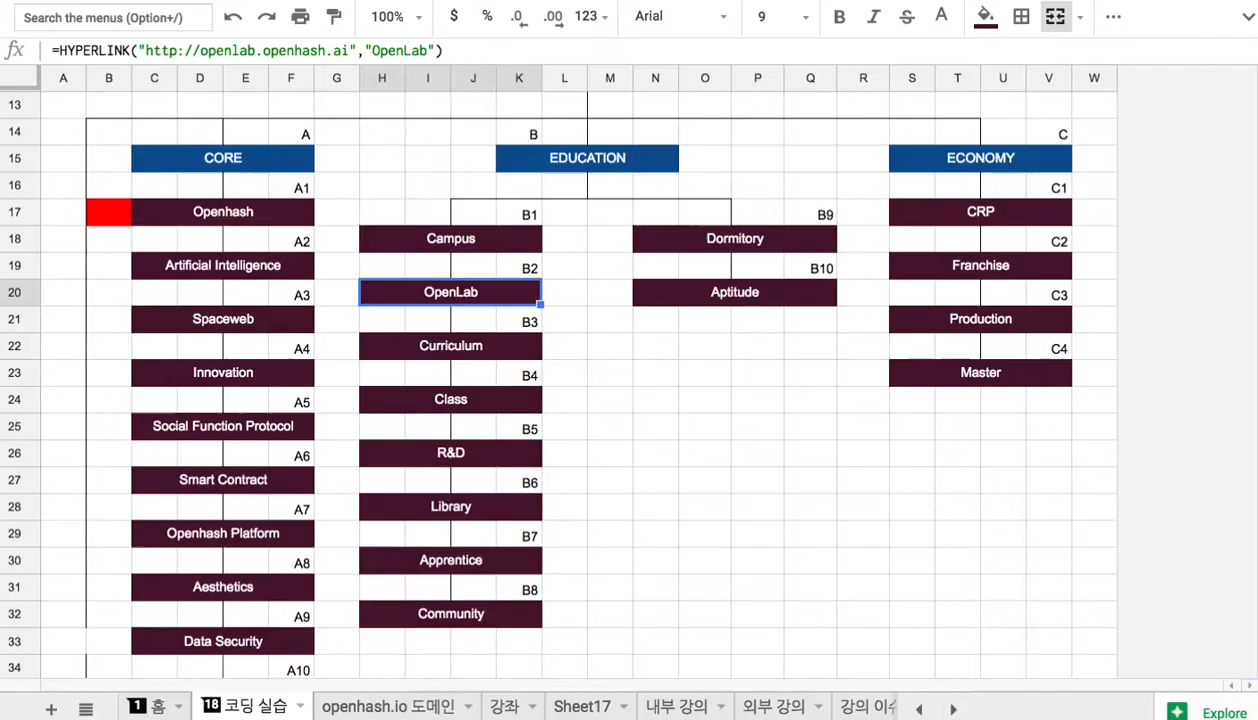 Search the menus (Option+/)
100%
$
%
.0
.00
123
Arial
9
B
I
S
A
fx
=HYPERLINK("http://openlab.openhash.ai","OpenLab")
A B C D E F G H I J K L M N O P Q R S T U V W
13
14 A B C
15 CORE EDUCATION ECONOMY
16 A1 C1
17 Openhash B1 B9 CRP
18 A2 Campus Dormitory C2
19 Artificial Intelligence B2 B10 Franchise
20 A3 OpenLab Aptitude C3
21 Spaceweb B3 Production
22 A4 Curriculum C4
23 Innovation B4 Master
24 A5 Class
25 Social Function Protocol B5
26 A6 R&D
27 Smart Contract B6
28 A7 Library
29 Openhash Platform B7
30 A8 Apprentice
31 Aesthetics B8
32 A9 Community
33 Data Security
34 A10
+ 1 홈 18 코딩 실습 openhash.io 도메인 강좌 Sheet17 내부 강의 외부 강의 강의 이수 Explore